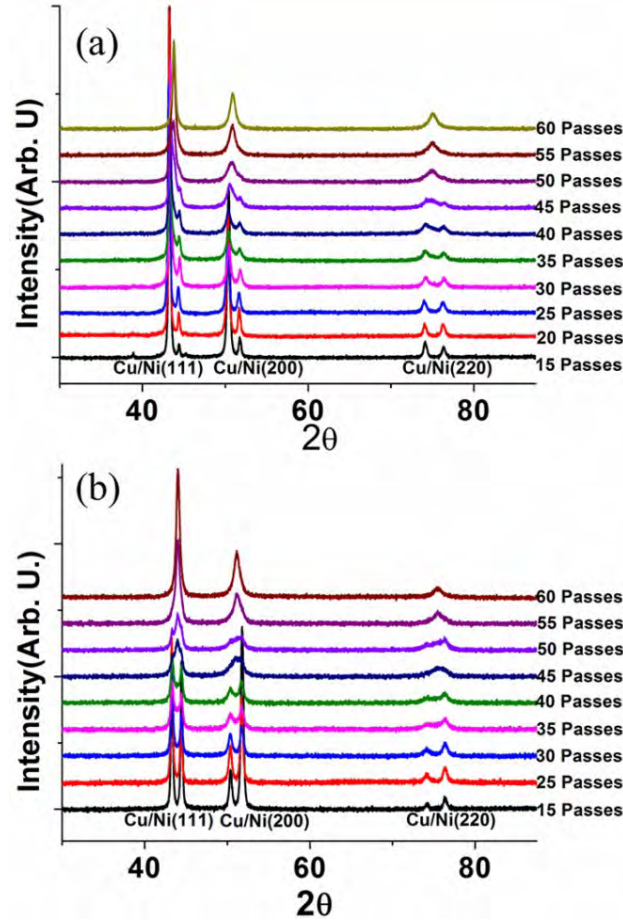 (a)
Intensity(Arb. U)
60 Passes
55 Passes
50 Passes
45 Passes
40 Passes
35 Passes
30 Passes
25 Passes
20 Passes
15 Passes
Cu/Ni(111) Cu/Ni(200) Cu/Ni(220)
40 60 80
2θ
(b)
Intensity(Arb. U.)
60 Passes
55 Passes
50 Passes
45 Passes
40 Passes
35 Passes
30 Passes
25 Passes
15 Passes
Cu/Ni(111) Cu/Ni(200) Cu/Ni(220)
40 60 80
2θ